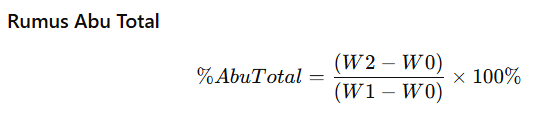 Rumus Abu Total
%AbuTotal = (W2 − W0) / (W1 − W0) × 100%